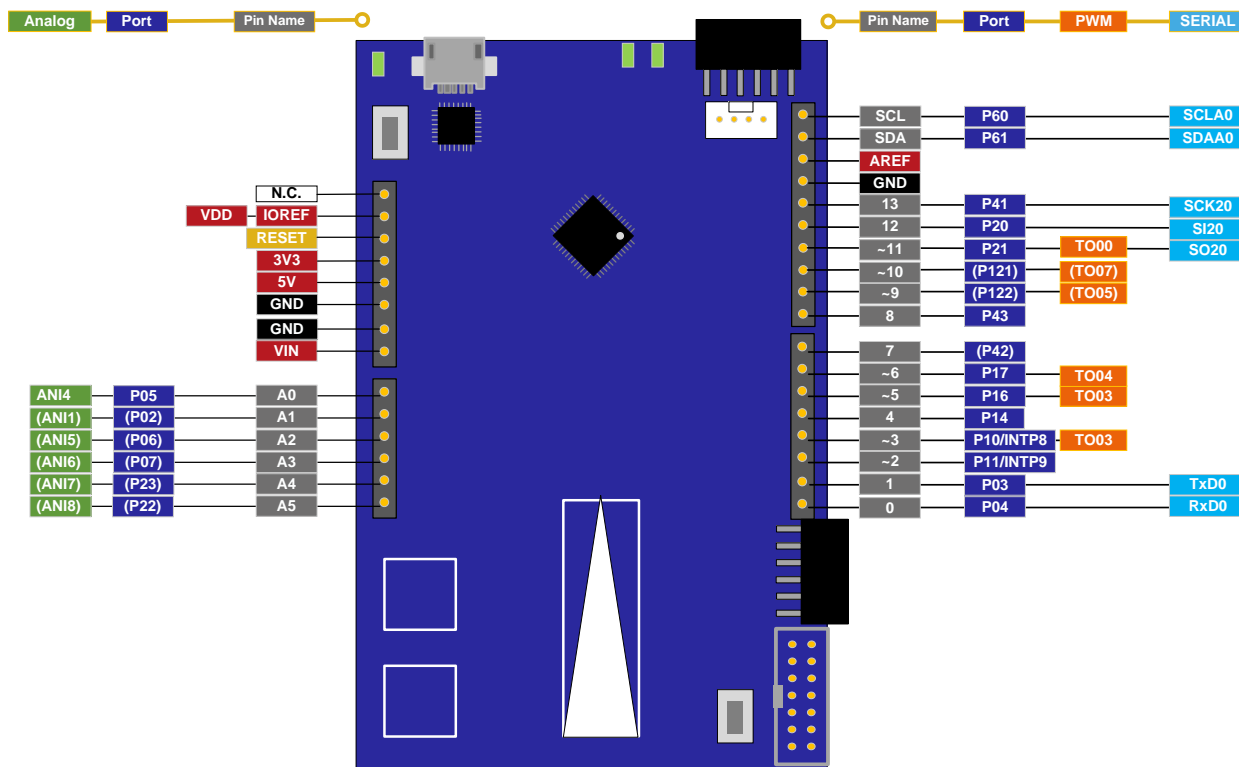 Analog Port Pin Name
Pin Name Port PWM SERIAL
SCL P60 SCLA0
SDA P61 SDAA0
AREF
GND
13 P41 SCK20
12 P20 SI20
~11 P21 TO00 SO20
~10 (P121) (TO07)
~9 (P122) (TO05)
8 P43
7 (P42)
~6 P17 TO04
~5 P16 TO03
4 P14
~3 P10/INTP8 TO03
~2 P11/INTP9
1 P03 TxD0
0 P04 RxD0
N.C.
VDD IOREF
RESET
3V3
5V
GND
GND
VIN
ANI4 P05 A0
(ANI1) (P02) A1
(ANI5) (P06) A2
(ANI6) (P07) A3
(ANI7) (P23) A4
(ANI8) (P22) A5